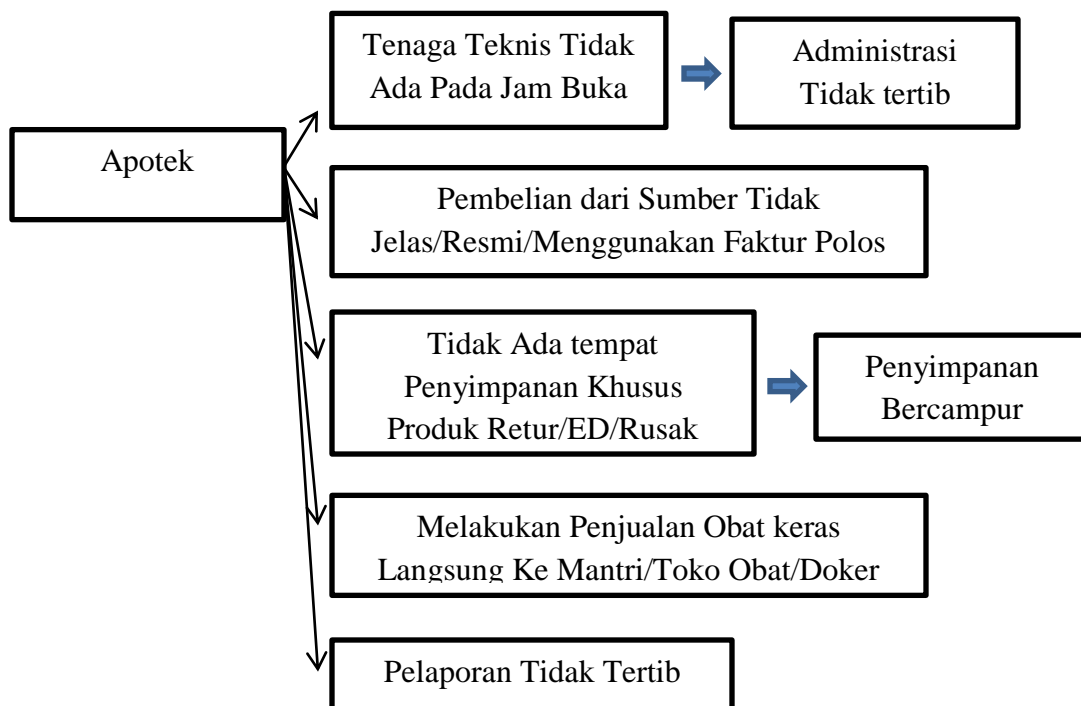 Apotek
Tenaga Teknis Tidak
Ada Pada Jam Buka
Administrasi
Tidak tertib
Pembelian dari Sumber Tidak
Jelas/Resmi/Menggunakan Faktur Polos
Tidak Ada tempat
Penyimpanan Khusus
Produk Retur/ED/Rusak
Penyimpanan
Bercampur
Melakukan Penjualan Obat keras
Langsung Ke Mantri/Toko Obat/Doker
Pelaporan Tidak Tertib